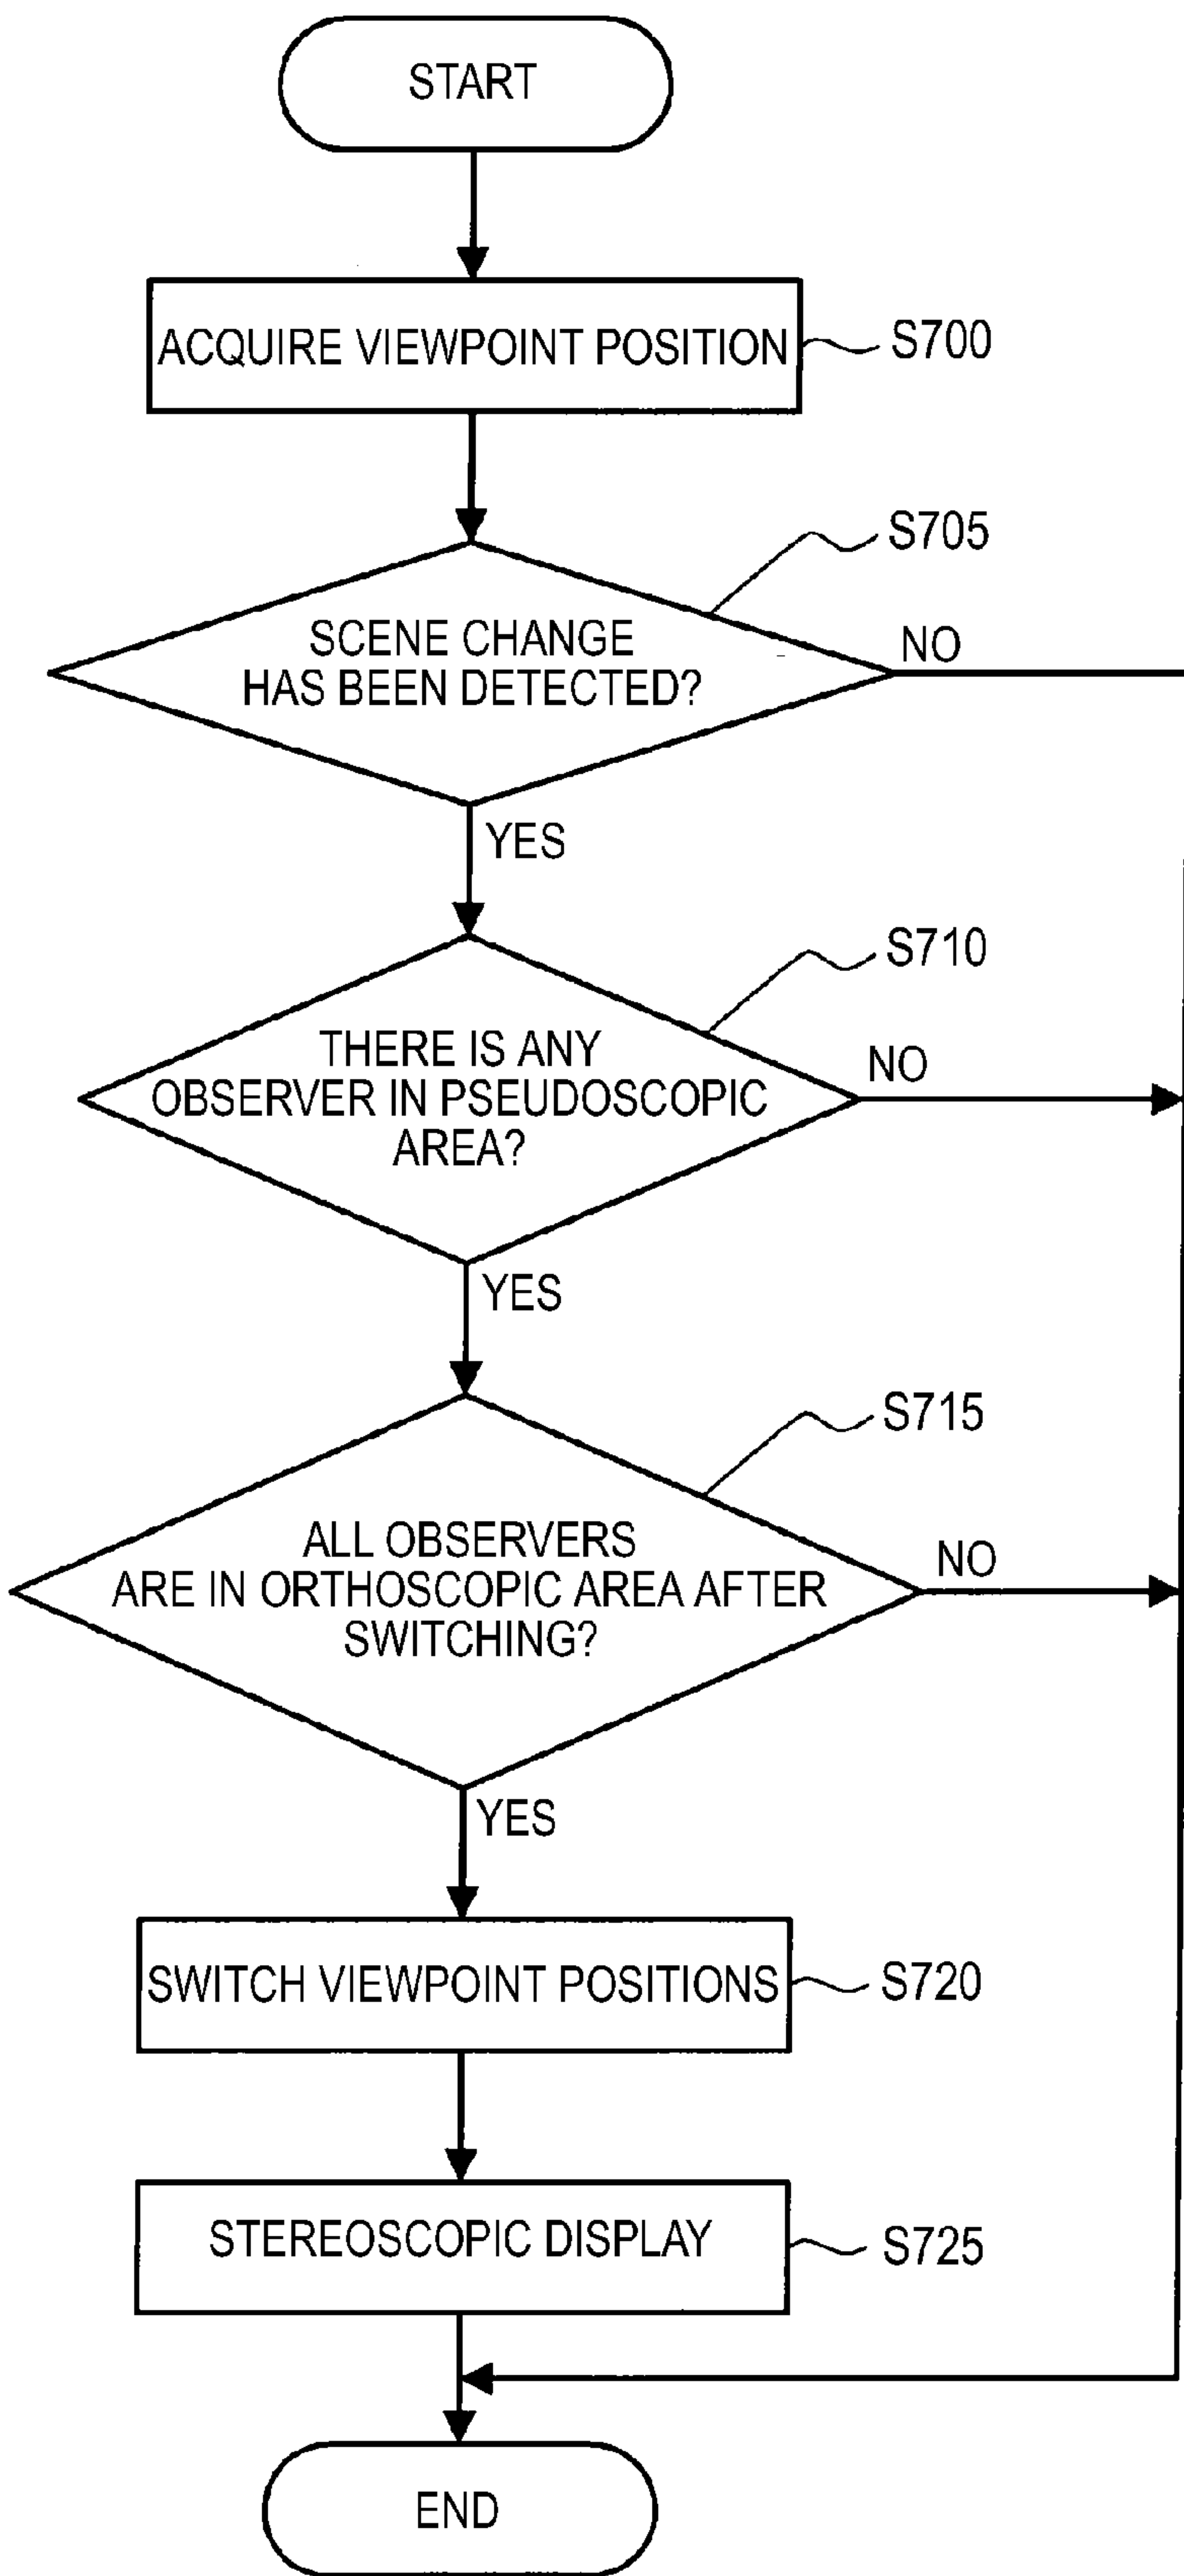 START
ACQUIRE VIEWPOINT POSITION
S700
S705
SCENE CHANGE
HAS BEEN DETECTED?
NO
YES
S710
THERE IS ANY
OBSERVER IN PSEUDOSCOPIC
AREA?
NO
YES
S715
ALL OBSERVERS
ARE IN ORTHOSCOPIC AREA AFTER
SWITCHING?
NO
YES
SWITCH VIEWPOINT POSITIONS
S720
STEREOSCOPIC DISPLAY
S725
END